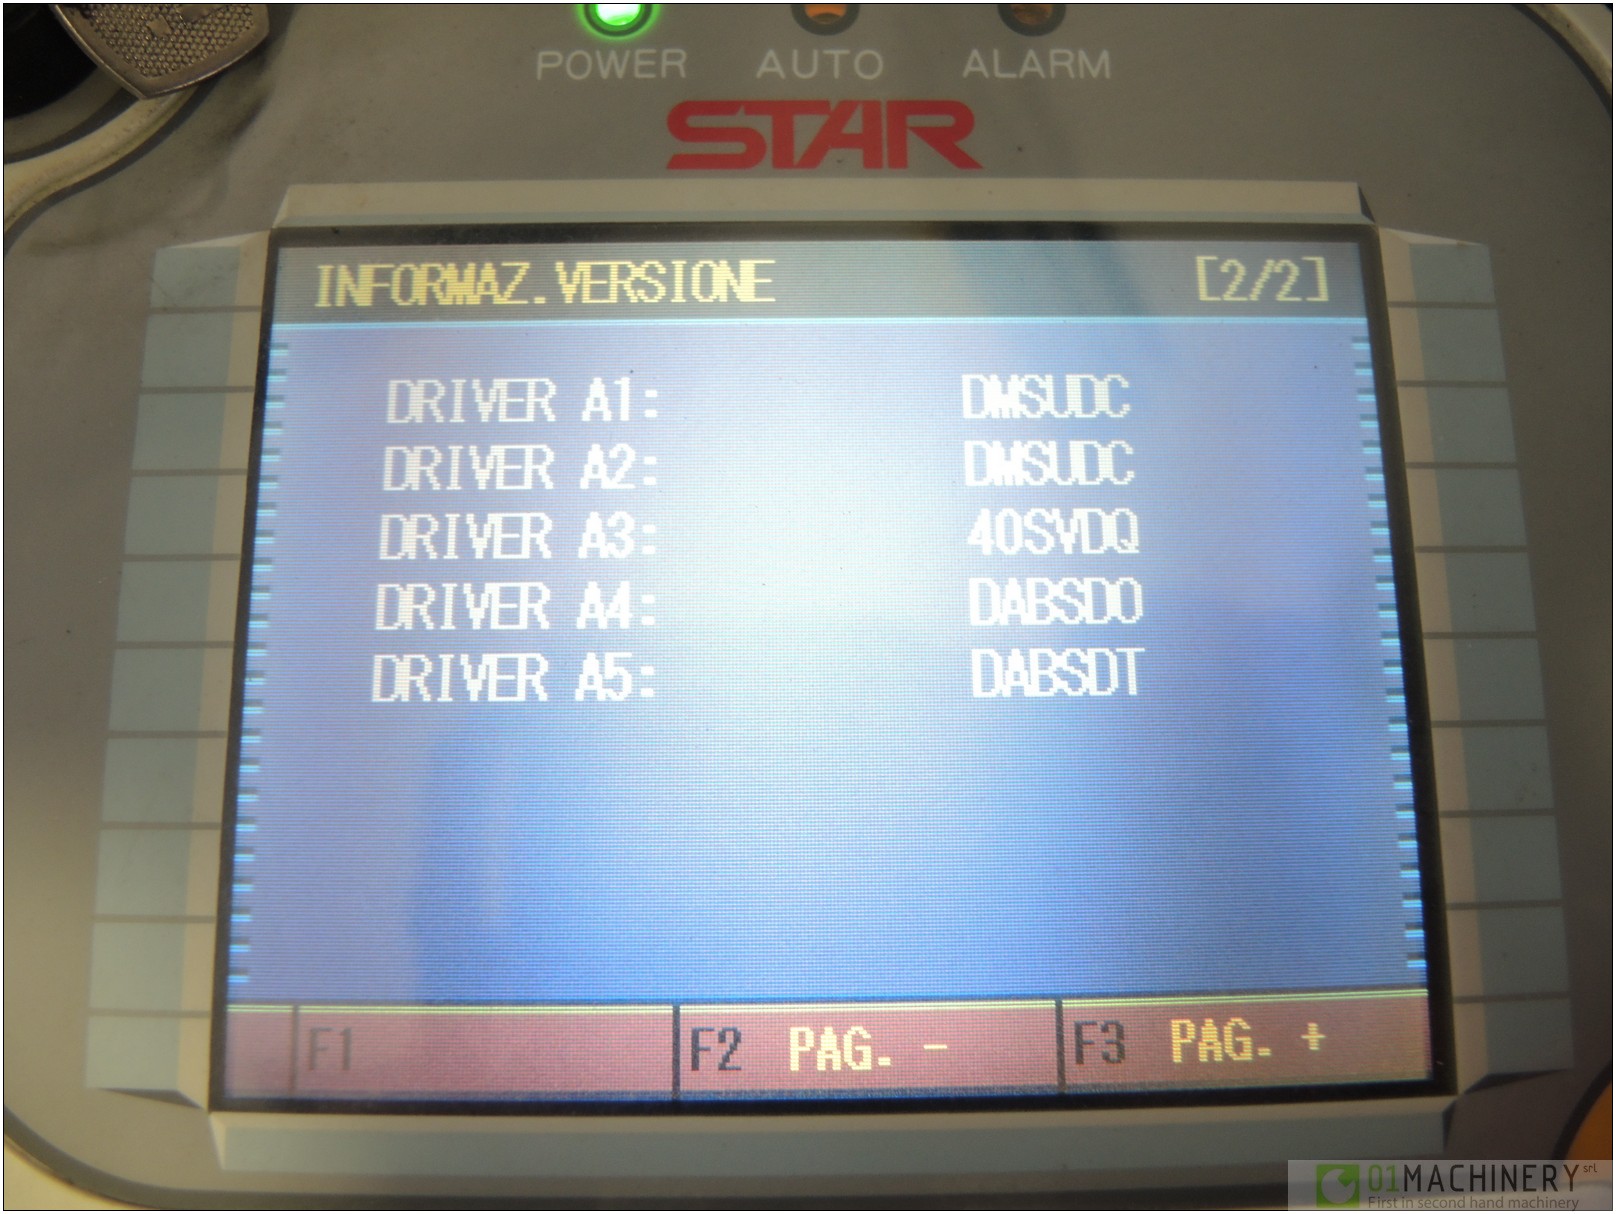 POWER AUTO ALARM
STAR
INFORMAZ.VERSIONE [2/2]
DRIVER A1: DMSUDC
DRIVER A2: DMSUDC
DRIVER A3: 40SVDQ
DRIVER A4: DABSDO
DRIVER A5: DABSDT
F1 F2 PAG. - F3 PAG. +
01MACHINERY srl
First in second hand machinery